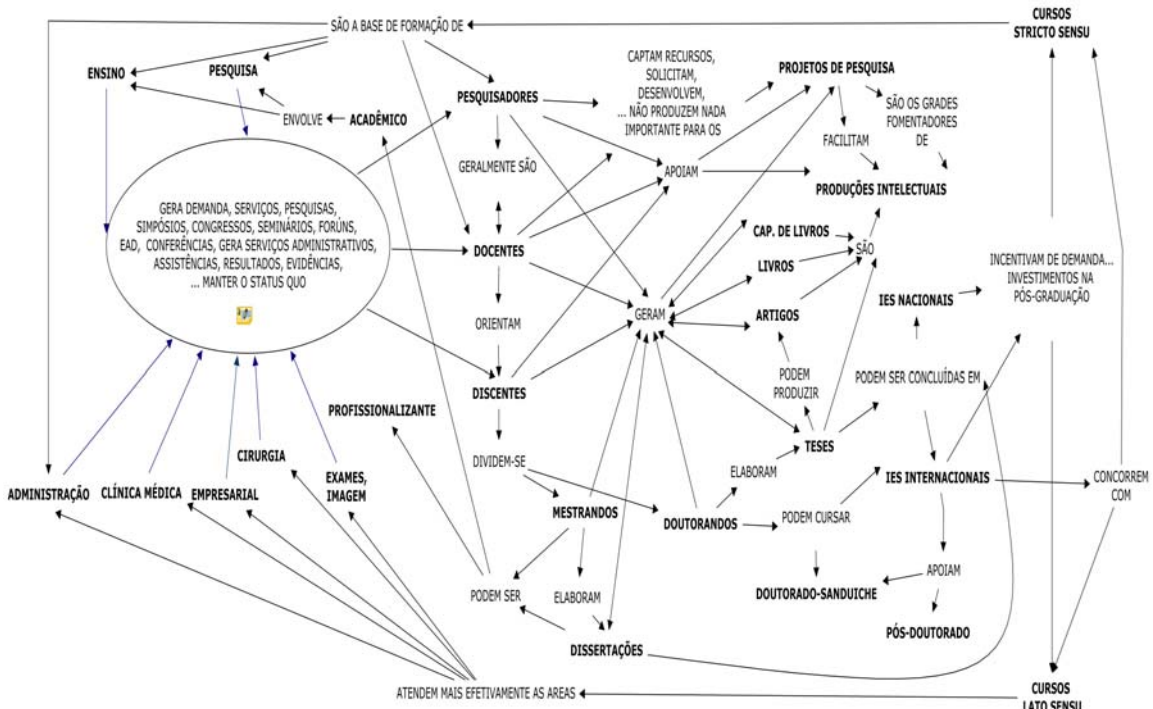 CURSOS
STRICTO SENSU
SÃO A BASE DE FORMAÇÃO DE
ENSINO
PESQUISA
CAPTAM RECURSOS,
SOLICITAM,
DESENVOLVEM,
... NÃO PRODUZEM NADA
IMPORTANTE PARA OS
PROJETOS DE PESQUISA
PESQUISADORES
SÃO OS GRADES
FOMENTADORES
DE
ENVOLVE
ACADÊMICO
FACILITAM
GERALMENTE SÃO
APOIAM
PRODUÇÕES INTELECTUAIS
GERA DEMANDA, SERVIÇOS, PESQUISAS,
SIMPÓSIOS, CONGRESSOS, SEMINÁRIOS, FORÚNS,
EAD, CONFERÊNCIAS, GERA SERVIÇOS ADMINISTRATIVOS,
ASSISTÊNCIAS, RESULTADOS, EVIDÊNCIAS,
... MANTER O STATUS QUO
DOCENTES
CAP. DE LIVROS
SÃO
LIVROS
INCENTIVAM DE DEMANDA...
INVESTIMENTOS NA
PÓS-GRADUAÇÃO
IES NACIONAIS
ORIENTAM
GERAM
ARTIGOS
PODEM
PRODUZIR
PODEM SER CONCLUÍDAS EM
DISCENTES
PROFISSIONALIZANTE
TESES
CIRURGIA
DIVIDEM-SE
ELABORAM
ADMINISTRAÇÃO
CLÍNICA MÉDICA
EMPRESARIAL
EXAMES,
IMAGEM
IES INTERNACIONAIS
CONCORREM
COM
MESTRANDOS
DOUTORANDOS
PODEM CURSAR
PODEM SER
ELABORAM
APOIAM
DOUTORADO-SANDUICHE
PÓS-DOUTORADO
DISSERTAÇÕES
ATENDEM MAIS EFETIVAMENTE AS AREAS
CURSOS
LATO SENSU